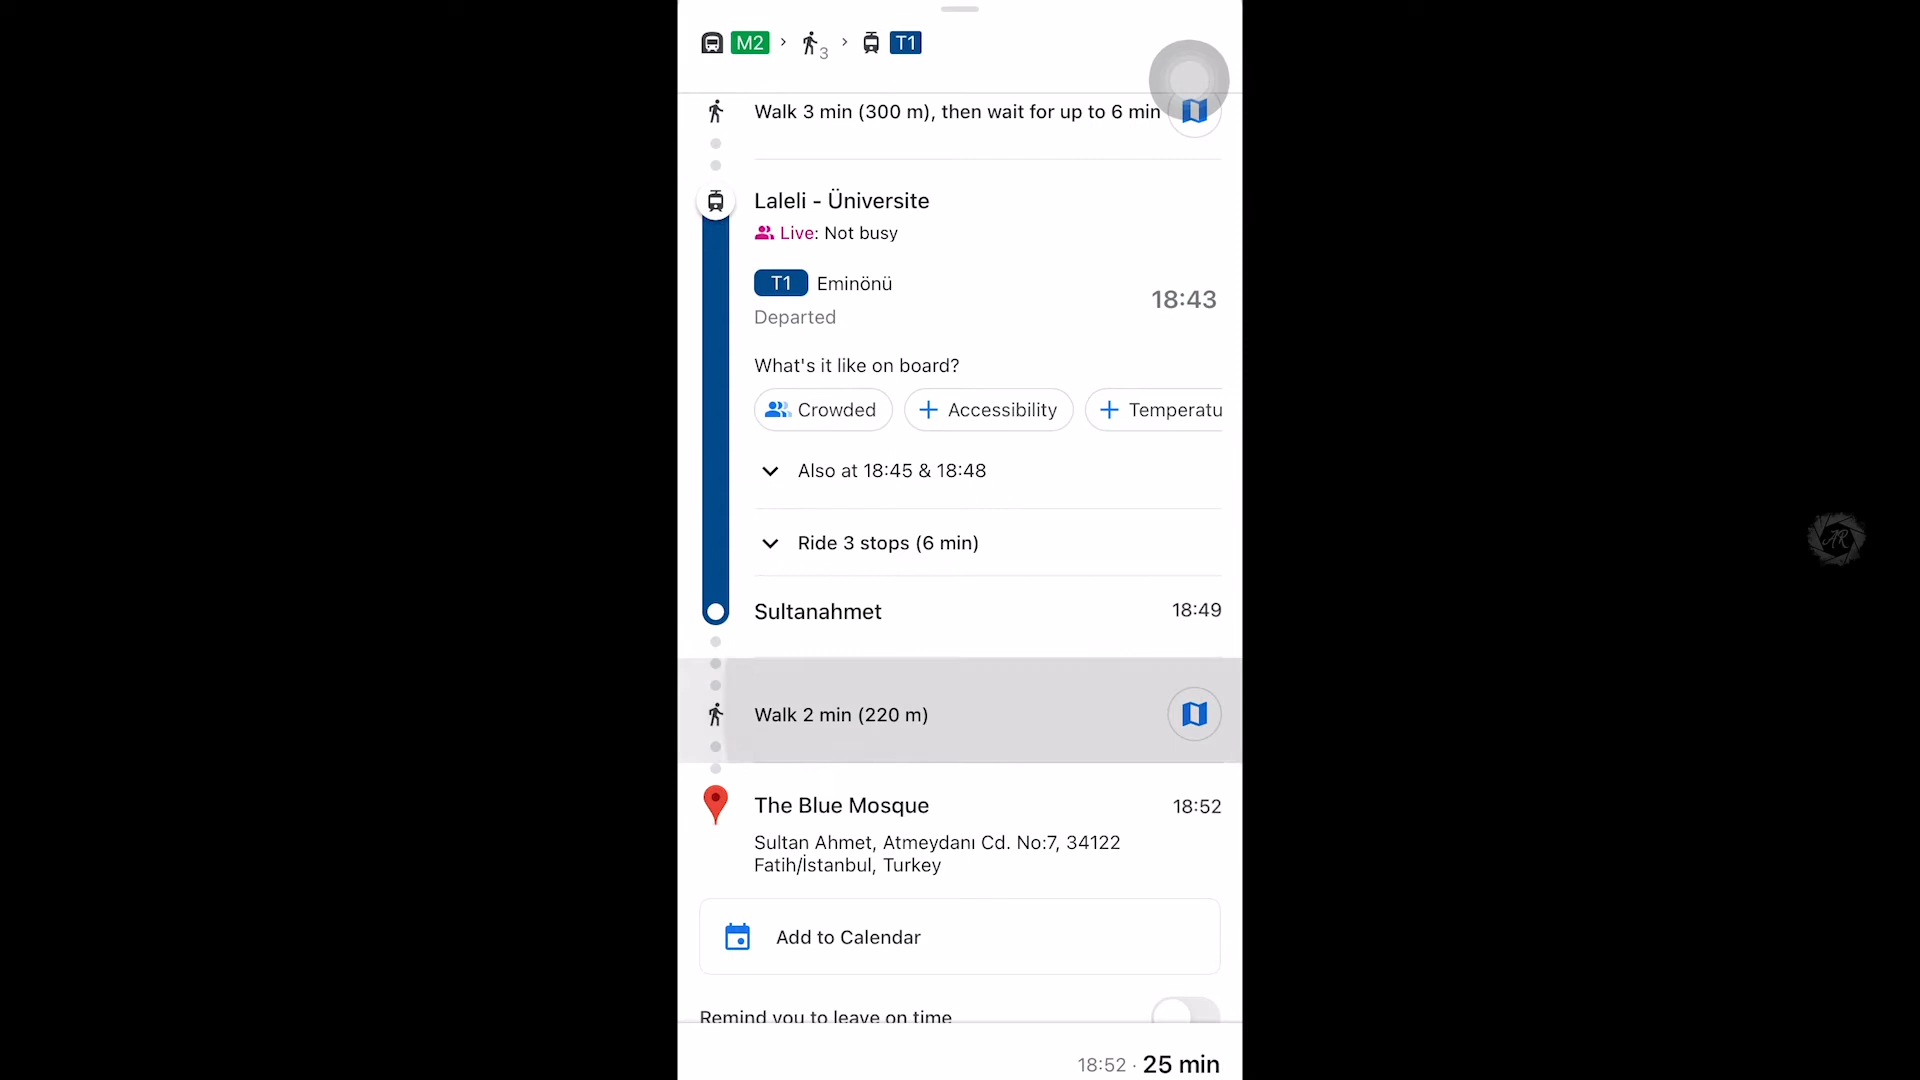 M2 3 T1
Walk 3 min (300 m), then wait for up to 6 min
Laleli - Üniversite
Live: Not busy
T1 Eminönü
18:43
Departed
What's it like on board?
Crowded Accessibility Temperatu
Also at 18:45 & 18:48
Ride 3 stops (6 min)
Sultanahmet 18:49
Walk 2 min (220 m)
The Blue Mosque 18:52
Sultan Ahmet, Atmeydanı Cd. No:7, 34122
Fatih/İstanbul, Turkey
Add to Calendar
Remind you to leave on time
18:52 · 25 min
AR